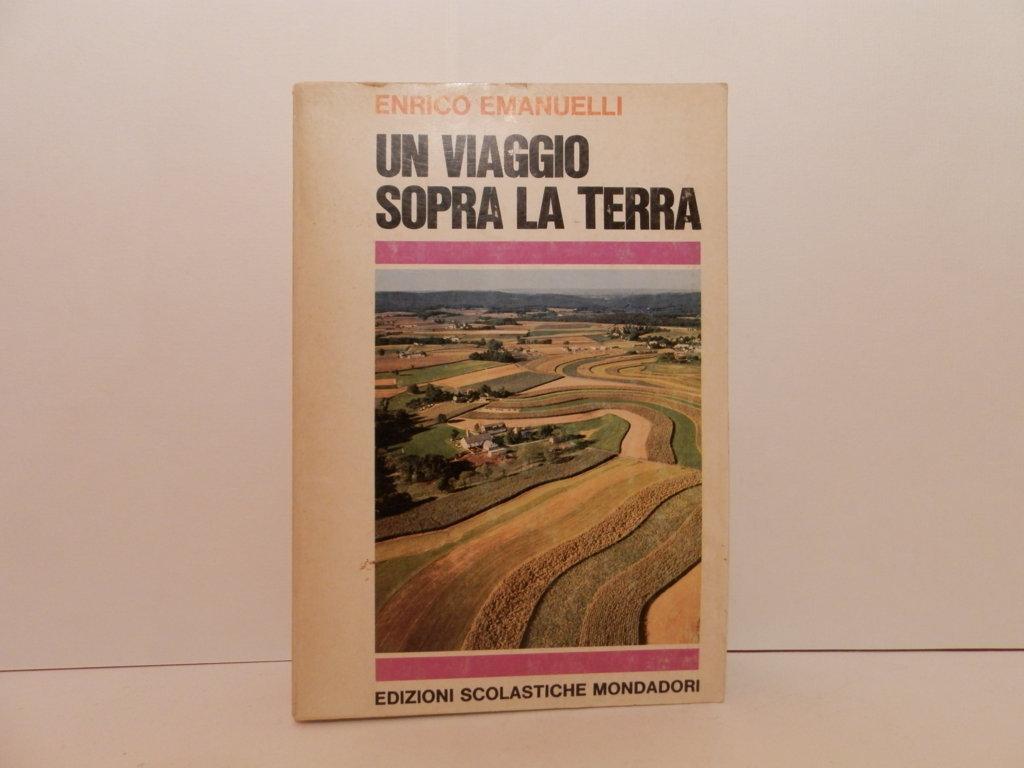 ENRICO EMANUELLI
UN VIAGGIO
SOPRA LA TERRA
EDIZIONI SCOLASTICHE MONDADORI